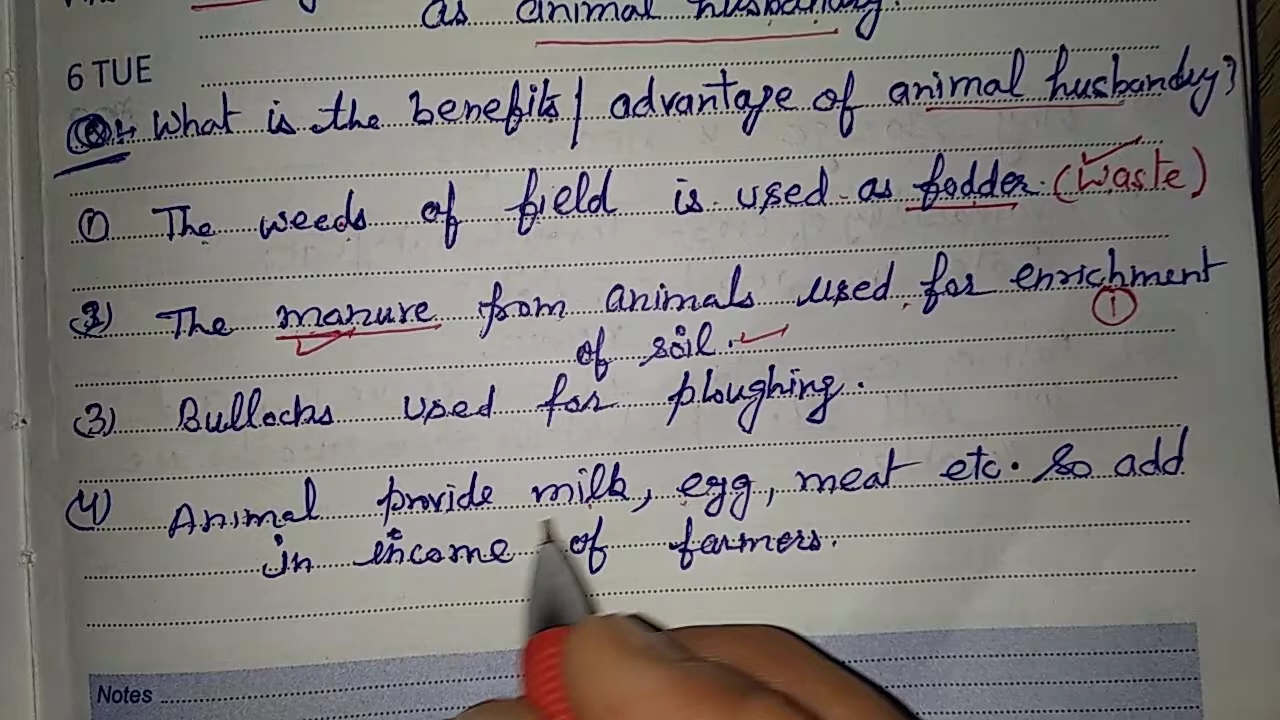 as animal husbandry.
6 TUE
Q:- What is the benefits/ advantage of animal husbandry?
① The weeds of field is used as fodder. (Waste)
2) The manure from animals used for enrichment
①
of soil.
(3) Bullocks used for ploughing.
(4) Animal provide milk, egg, meat etc. So add
in income of farmers.
Notes